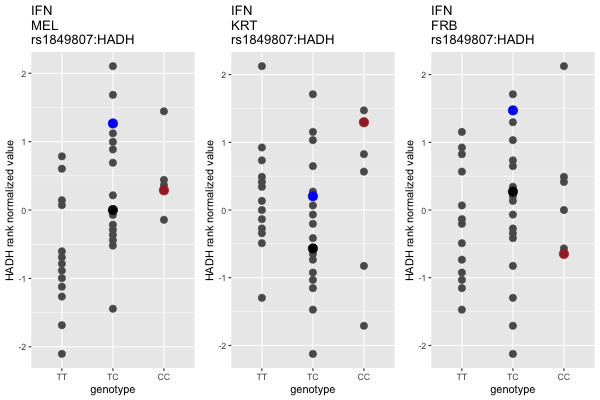 IFN
MEL
rs1849807:HADH
HADH rank normalized value
2
1
0
-1
-2
TT
TC
CC
genotype
IFN
KRT
rs1849807:HADH
HADH rank normalized value
2
1
0
-1
-2
TT
TC
CC
genotype
IFN
FRB
rs1849807:HADH
HADH rank normalized value
2
1
0
-1
-2
TT
TC
CC
genotype